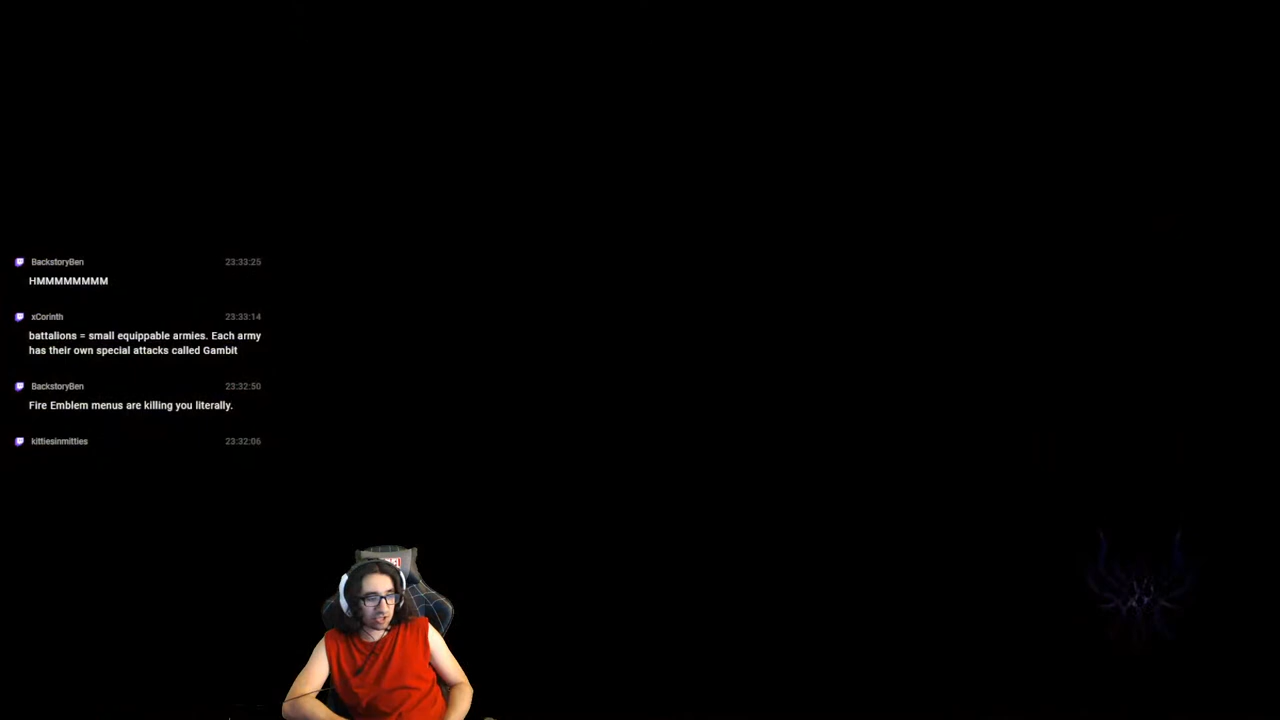 BackstoryBen 23:33:25
HMMMMMMMM
xCorinth 23:33:14
battalions = small equippable armies. Each army
has their own special attacks called Gambit
BackstoryBen 23:32:50
Fire Emblem menus are killing you literally.
kittiesinmitties 23:32:06